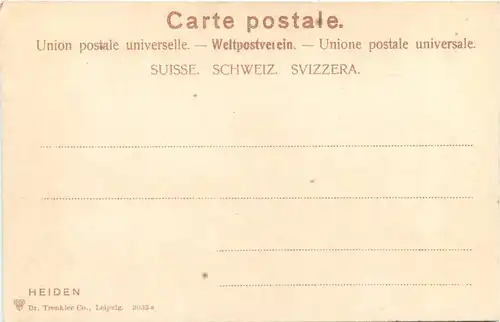 Carte postale.
Union postale universelle. — Weltpostverein. — Unione postale universale.
SUISSE. SCHWEIZ. SVIZZERA.
HEIDEN
Dr. Trenkler Co., Leipzig.